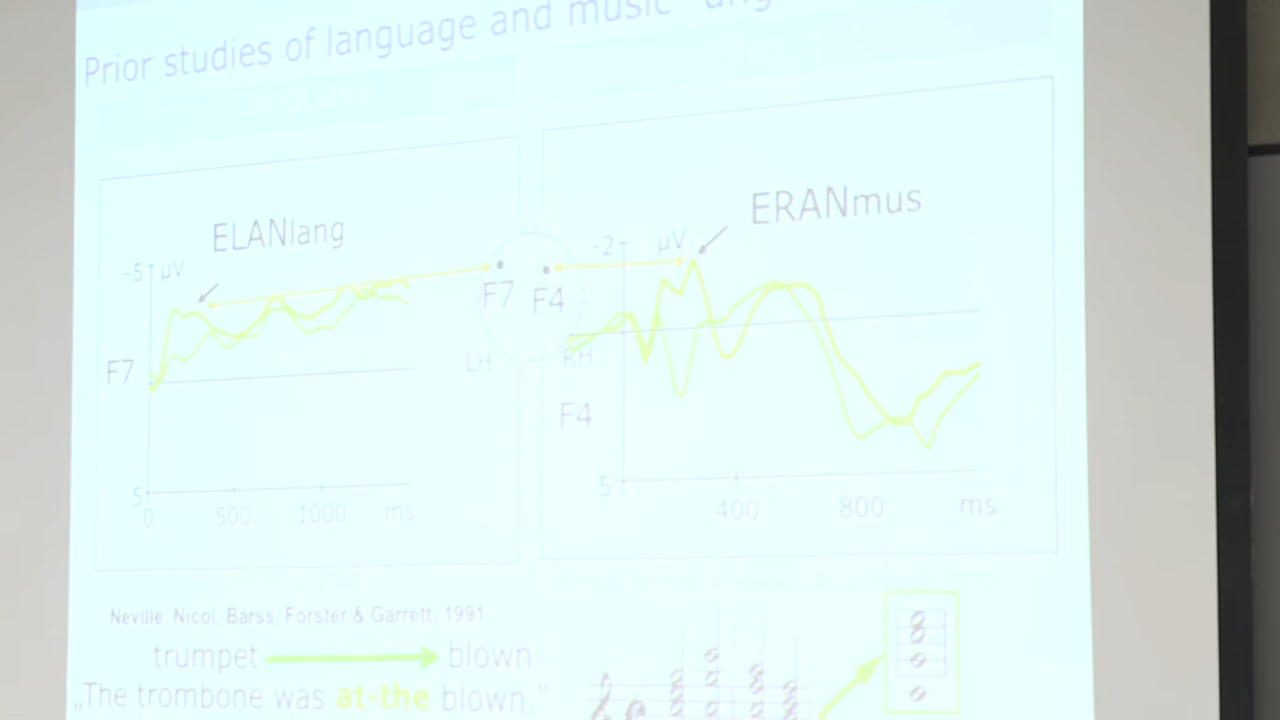 Prior studies of language and music
ELANlang
ERANmus
-5 µV
-2 µV
F7 F4
F7
LH RH
F4
5
5
0 500 1000 ms
400 800 ms
Neville, Nicol, Barss, Forster & Garrett, 1991
trumpet blown
„The trombone was at-the blown.“